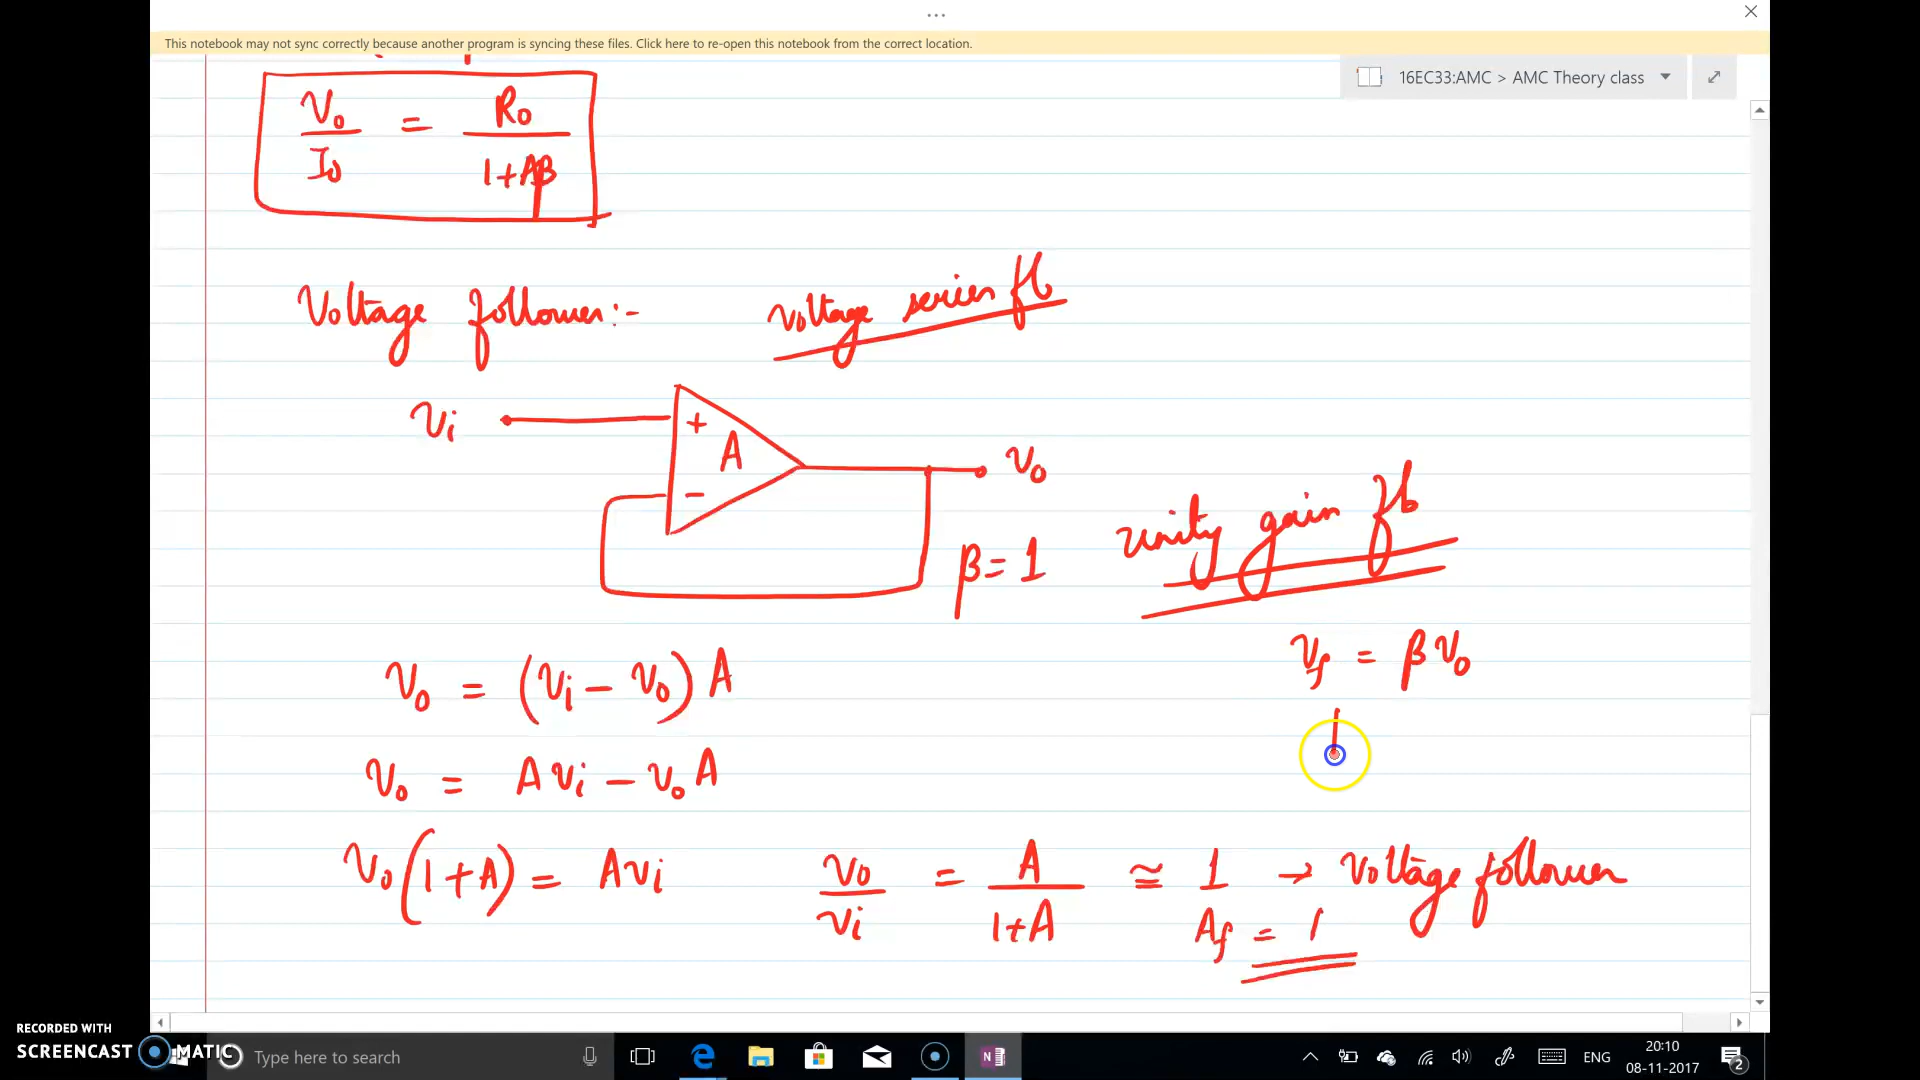 This notebook may not sync correctly because another program is syncing these files. Click here to re-open this notebook from the correct location.
16EC33:AMC > AMC Theory class
Vo/Io = Ro/1+Aβ
Voltage follower:- voltage series fb
Vi + A - Vo
β = 1 unity gain fb
Vf = βVo
Vo = (Vi - Vo) A
Vo = AVi - VoA
Vo(1+A) = AVi Vo/Vi = A/1+A ≅ 1 → Voltage follower
Af = 1
RECORDED WITH
SCREENCAST MATIC
Type here to search
ENG
20:10
08-11-2017
2